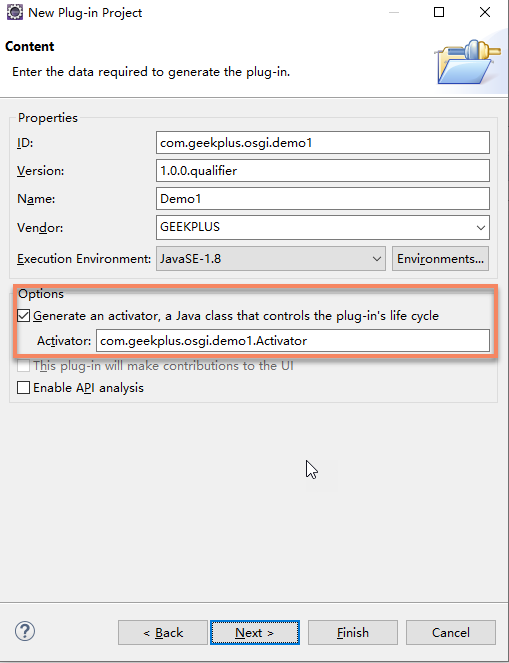 New Plug-in Project
Content
Enter the data required to generate the plug-in.
Properties
ID: com.geekplus.osgi.demo1
Version: 1.0.0.qualifier
Name: Demo1
Vendor: GEEKPLUS
Execution Environment: JavaSE-1.8 Environments...
Options
Generate an activator, a Java class that controls the plug-in's life cycle
Activator: com.geekplus.osgi.demo1.Activator
This plug-in will make contributions to the UI
Enable API analysis
? < Back Next > Finish Cancel